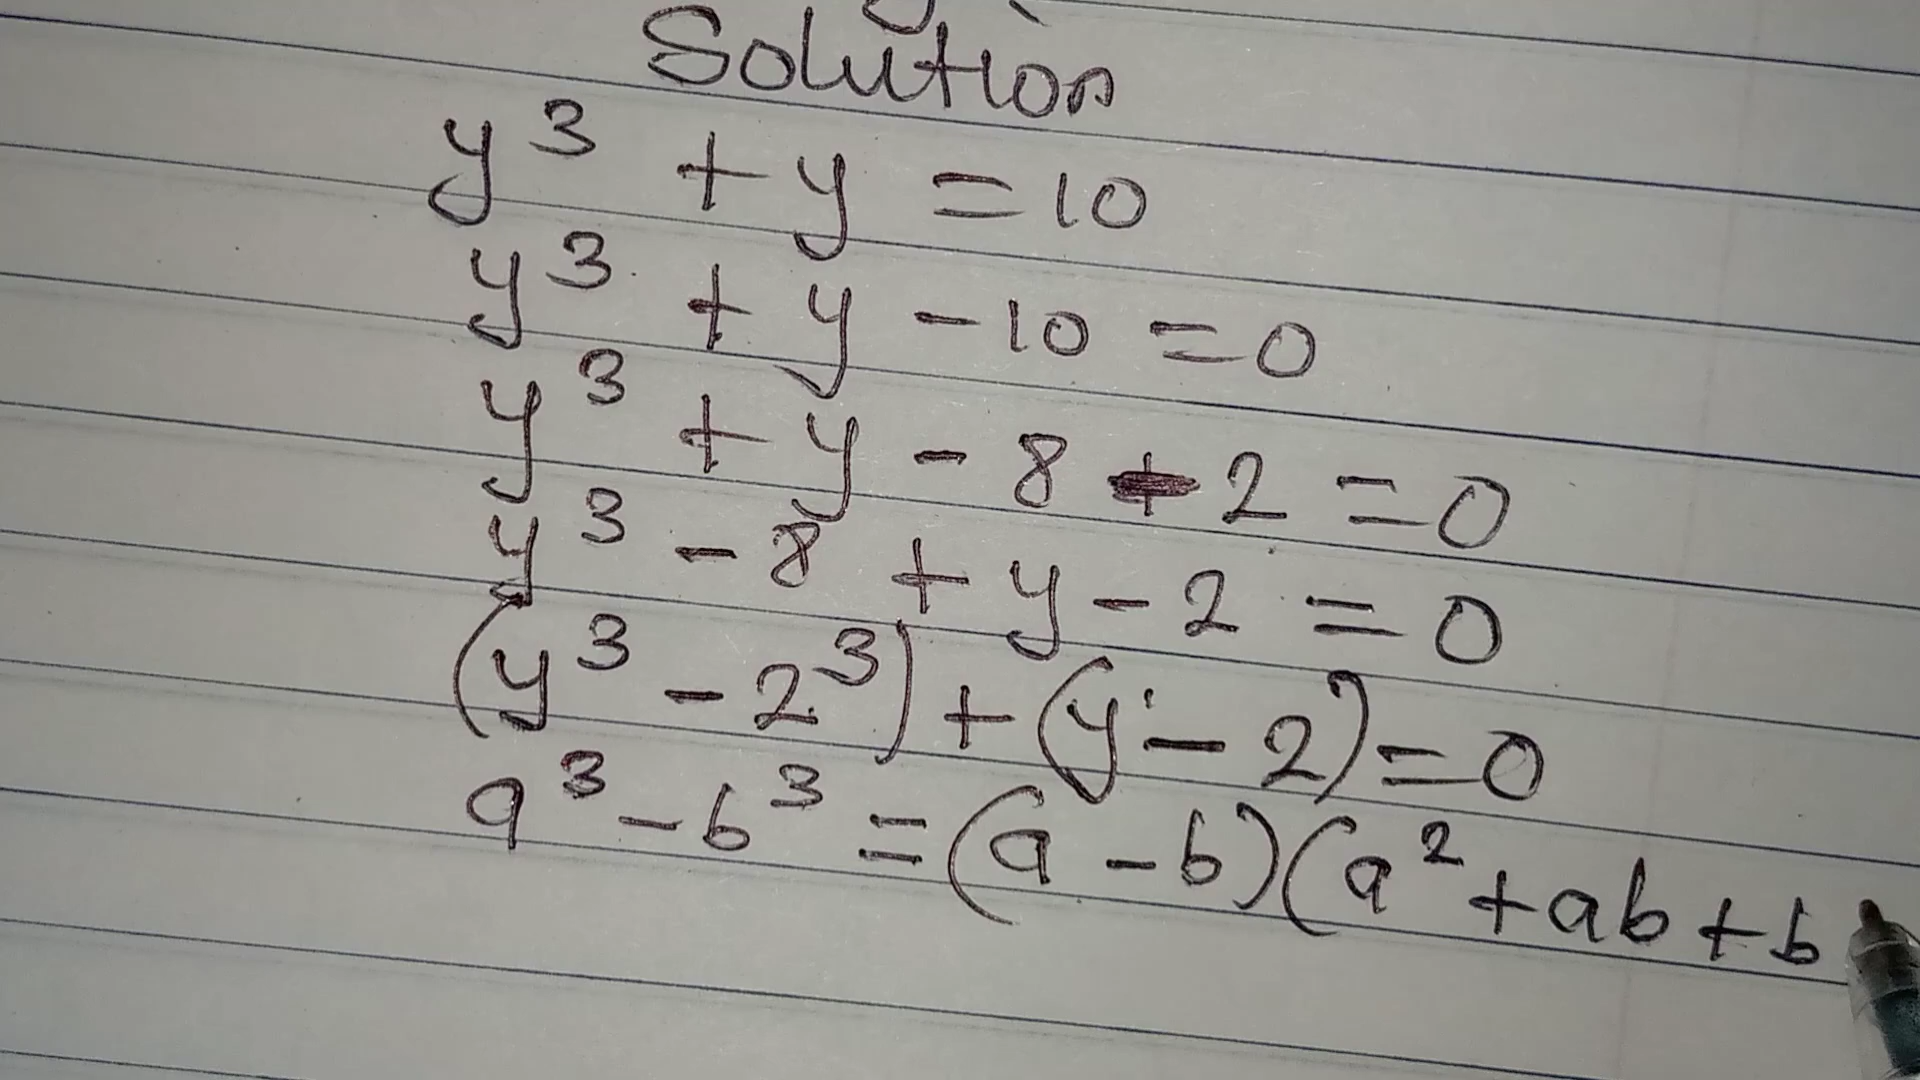 Solution
y³ + y = 10
y³ + y - 10 = 0
y³ + y - 8 - 2 = 0
y³ - 8 + y - 2 = 0
(y³ - 2³) + (y - 2) = 0
a³ - b³ = (a - b)(a² + ab + b